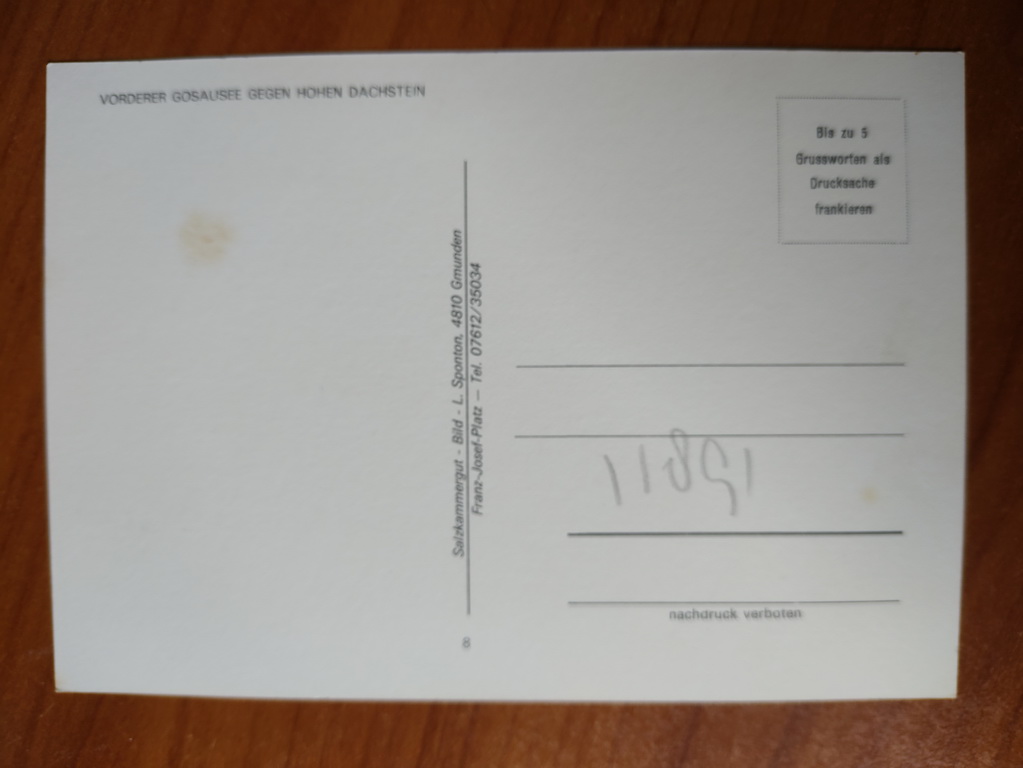 VORDERER GOSAUSEE GEGEN HOHEN DACHSTEIN
Bis zu 5
Grussworten als
Drucksache
frankieren
Salzkammergut - Bild - L. Sponton, 4810 Gmunden
Franz-Josef-Platz — Tel. 07612/35034
nachdruck verboten
8